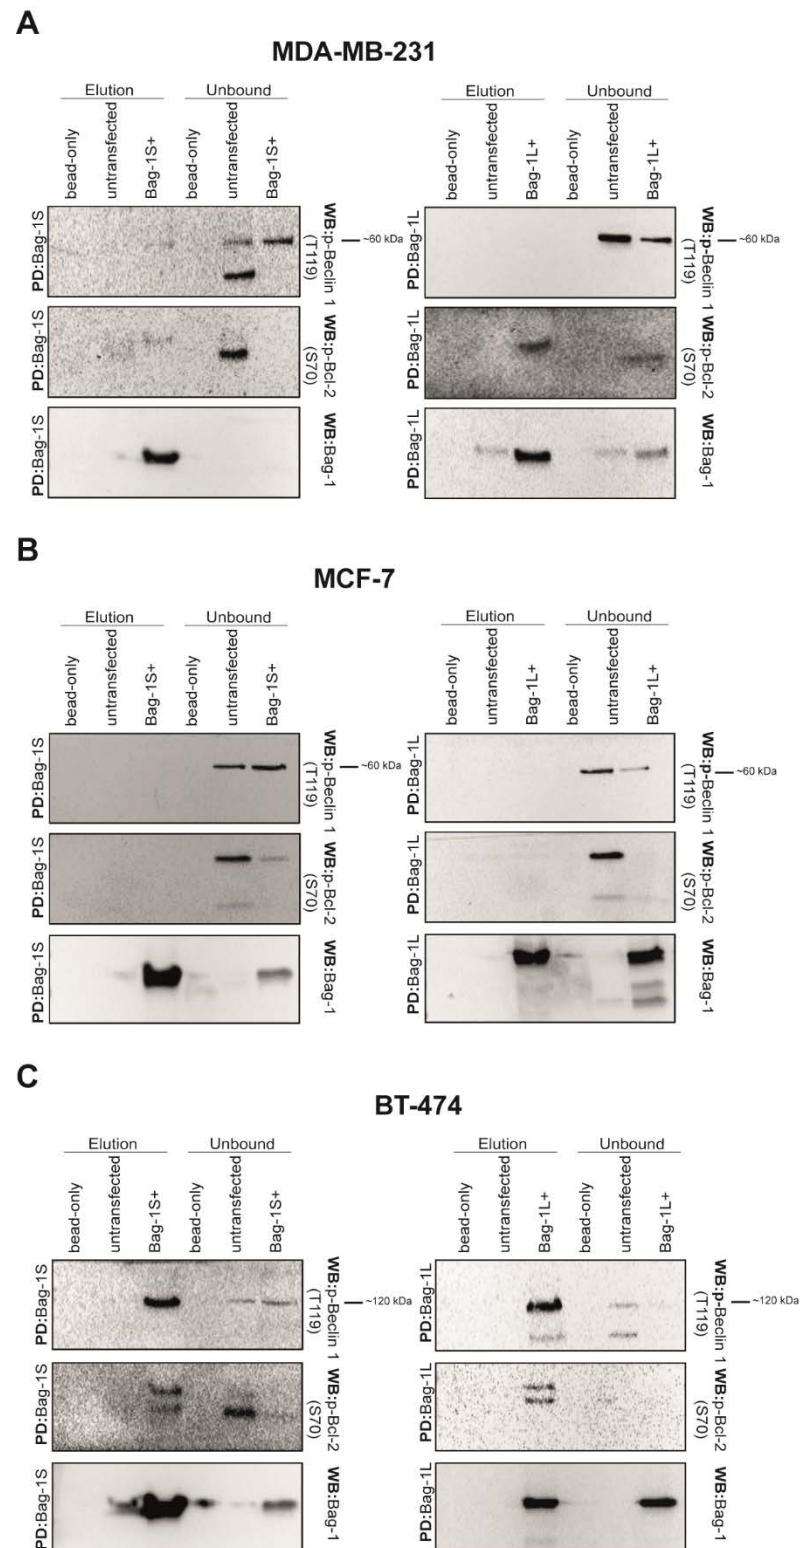 A
MDA-MB-231
Elution Unbound
bead-only untransfected Bag-1S+ bead-only untransfected Bag-1S+
Elution Unbound
bead-only untransfected Bag-1L+ bead-only untransfected Bag-1L+
PD:Bag-1S WB:p-Beclin 1 (T119) ~60 kDa
PD:Bag-1L WB:p-Beclin 1 (T119) ~60 kDa
PD:Bag-1S WB:p-Bcl-2 (S70)
PD:Bag-1L WB:p-Bcl-2 (S70)
PD:Bag-1S WB:Bag-1
PD:Bag-1L WB:Bag-1
B
MCF-7
Elution Unbound
bead-only untransfected Bag-1S+ bead-only untransfected Bag-1S+
Elution Unbound
bead-only untransfected Bag-1L+ bead-only untransfected Bag-1L+
PD:Bag-1S WB:p-Beclin 1 (T119) ~60 kDa
PD:Bag-1L WB:p-Beclin 1 (T119) ~60 kDa
PD:Bag-1S WB:p-Bcl-2 (S70)
PD:Bag-1L WB:p-Bcl-2 (S70)
PD:Bag-1S WB:Bag-1
PD:Bag-1L WB:Bag-1
C
BT-474
Elution Unbound
bead-only untransfected Bag-1S+ bead-only untransfected Bag-1S+
Elution Unbound
bead-only untransfected Bag-1L+ bead-only untransfected Bag-1L+
PD:Bag-1S WB:p-Beclin 1 (T119) ~120 kDa
PD:Bag-1L WB:p-Beclin 1 (T119) ~120 kDa
PD:Bag-1S WB:p-Bcl-2 (S70)
PD:Bag-1L WB:p-Bcl-2 (S70)
PD:Bag-1S WB:Bag-1
PD:Bag-1L WB:Bag-1